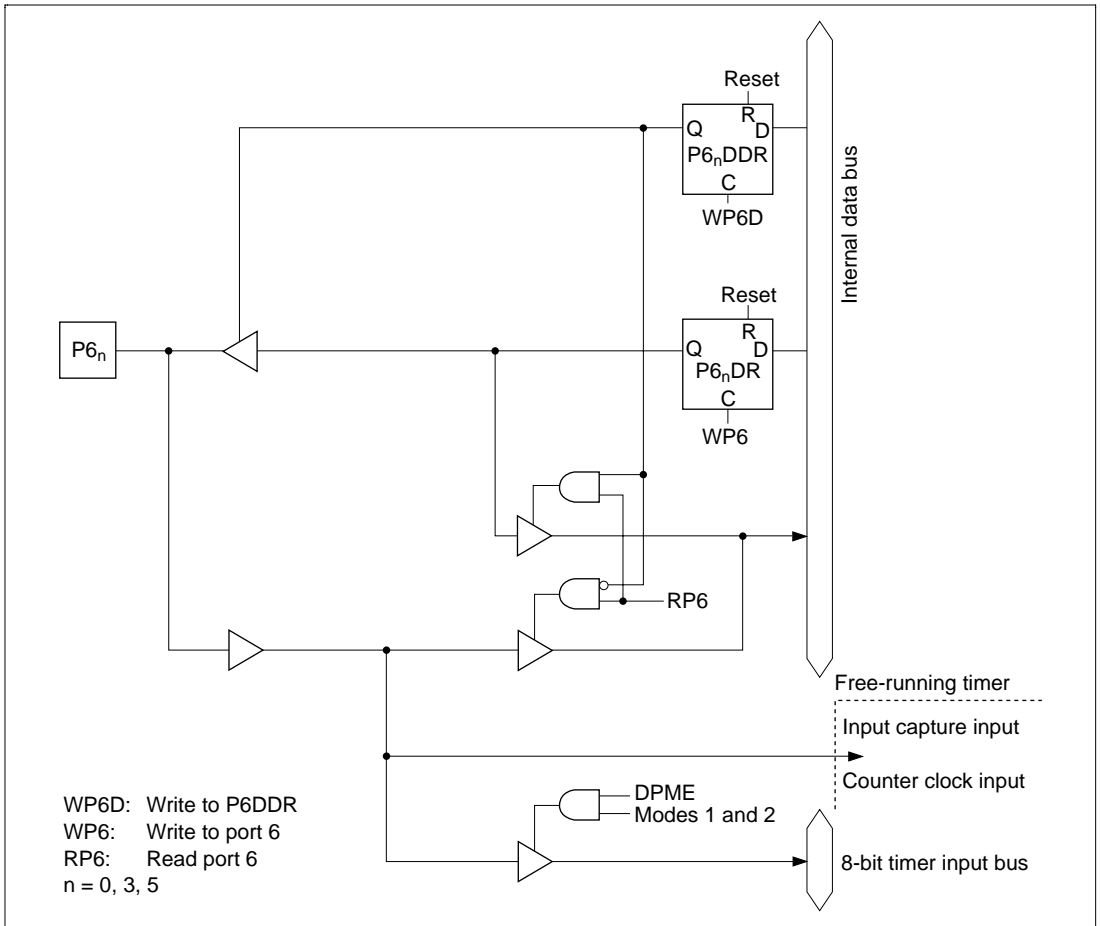 Reset
R
Q
D
P6nDDR
C
WP6D
Internal data bus
Reset
R
Q
D
P6nDR
C
WP6
P6n
RP6
Free-running timer
Input capture input
Counter clock input
DPME
Modes 1 and 2
8-bit timer input bus
WP6D: Write to P6DDR
WP6: Write to port 6
RP6: Read port 6
n = 0, 3, 5